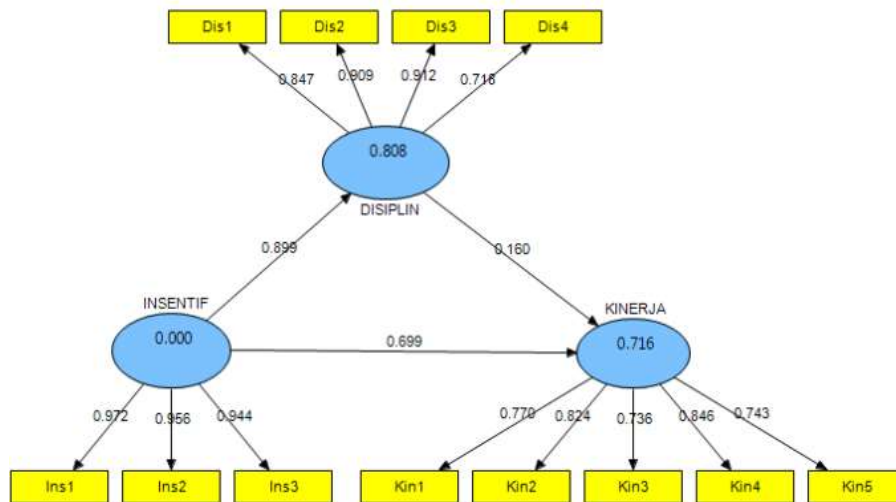 Dis1 Dis2 Dis3 Dis4
0.847 0.909 0.912 0.718
0.808
DISIPLIN
0.899 0.160
INSENTIF KINERJA
0.000 0.699 0.716
0.972 0.956 0.944 0.770 0.824 0.736 0.846 0.743
Ins1 Ins2 Ins3 Kin1 Kin2 Kin3 Kin4 Kin5